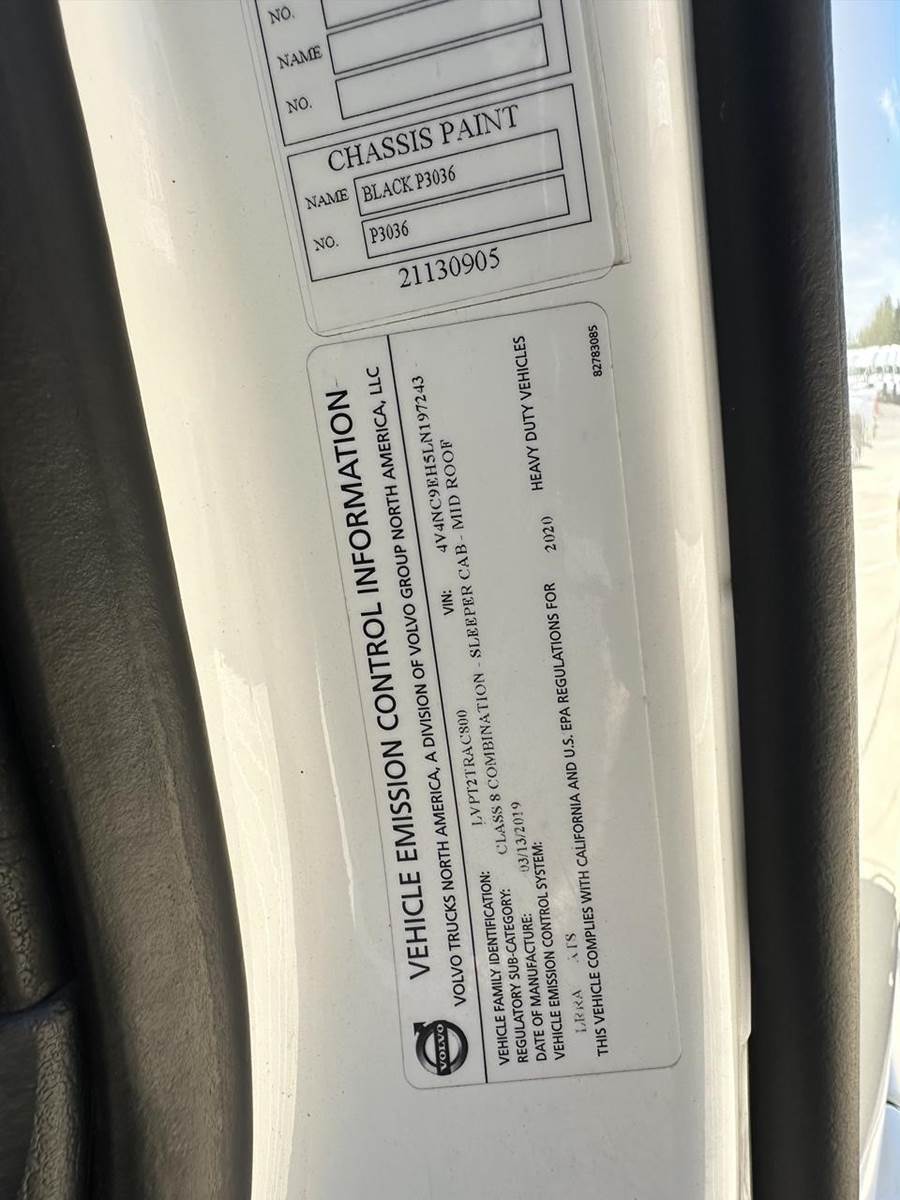 NO.
NAME
NO.
CHASSIS PAINT
NAME BLACK P3036
NO. P3036
21130905
VEHICLE EMISSION CONTROL INFORMATION
VOLVO TRUCKS NORTH AMERICA, A DIVISION OF VOLVO GROUP NORTH AMERICA, LLC
VOLVO
VIN: 4V4NC9EH5LN197243
VEHICLE FAMILY IDENTIFICATION: LVPT2TRAC800
REGULATORY SUB-CATEGORY: CLASS 8 COMBINATION - SLEEPER CAB - MID ROOF
DATE OF MANUFACTURE: 03/13/2019
VEHICLE EMISSION CONTROL SYSTEM:
ATS
THIS VEHICLE COMPLIES WITH CALIFORNIA AND U.S. EPA REGULATIONS FOR 2020 HEAVY DUTY VEHICLES
82783085